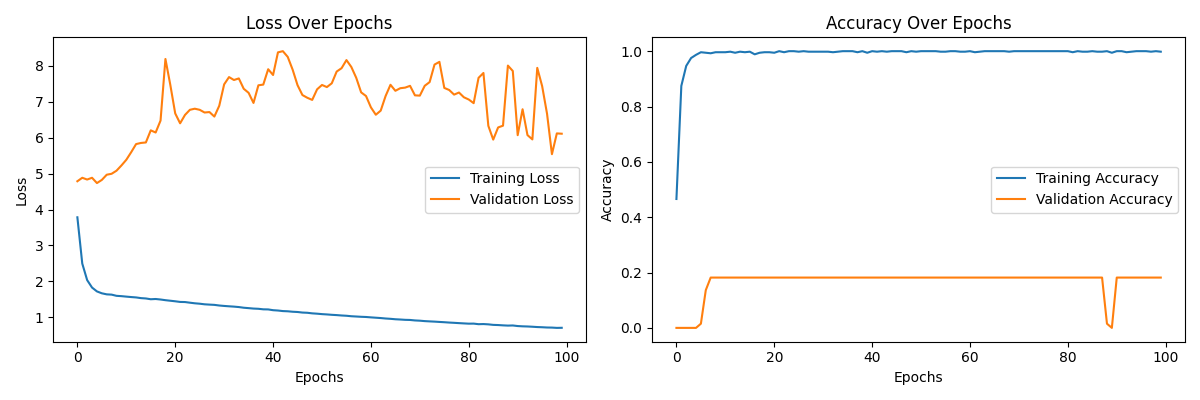 Loss Over Epochs
Loss
8
7
6
5
4
3
2
1
0
20
40
60
80
100
Epochs
Training Loss
Validation Loss
Accuracy Over Epochs
Accuracy
1.0
0.8
0.6
0.4
0.2
0.0
0
20
40
60
80
100
Epochs
Training Accuracy
Validation Accuracy